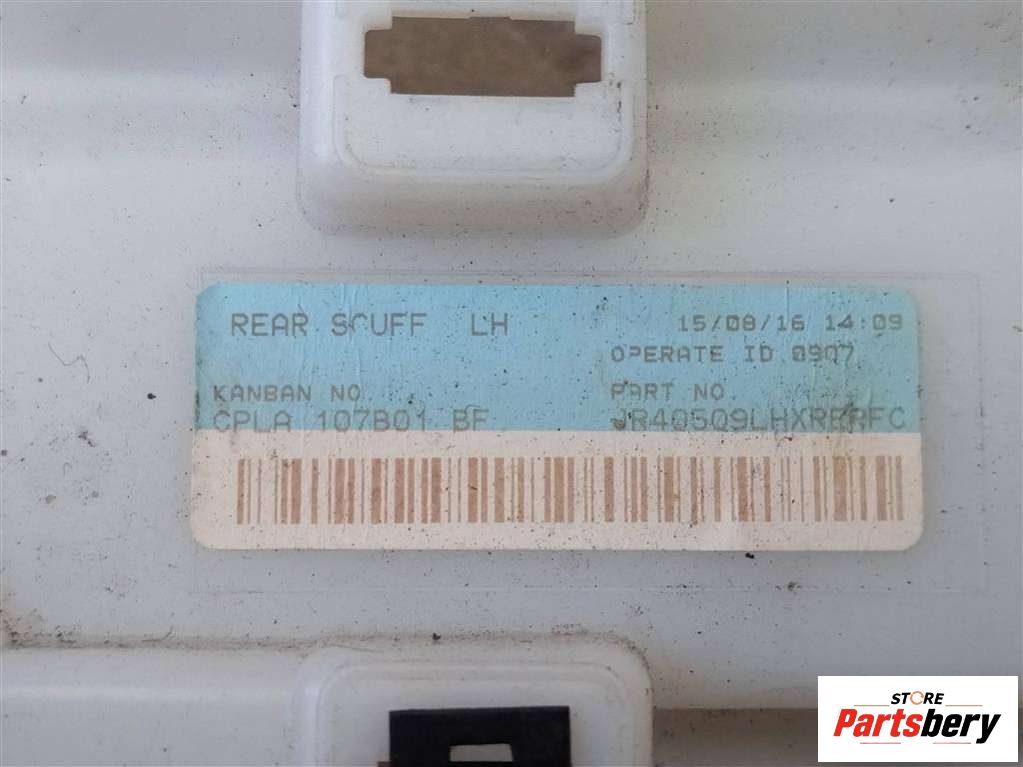 REAR SCUFF LH
15/08/16 14:09
OPERATE ID 0907
KANBAN NO.
PART NO.
CPLA 107B01 BF
STORE
Partsbery